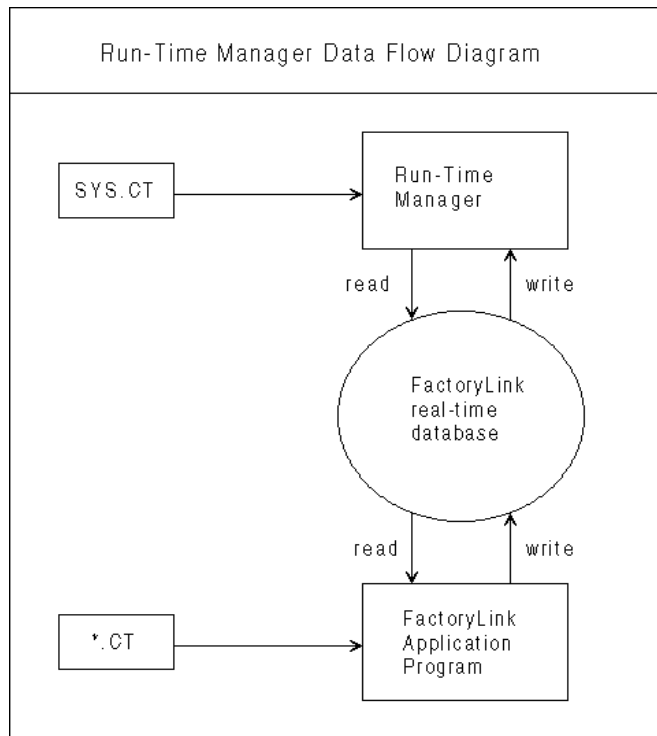 Run-Time Manager Data Flow Diagram
SYS.CT
Run-Time
Manager
read
write
FactoryLink
real-time
database
read
write
*.CT
FactoryLink
Application
Program